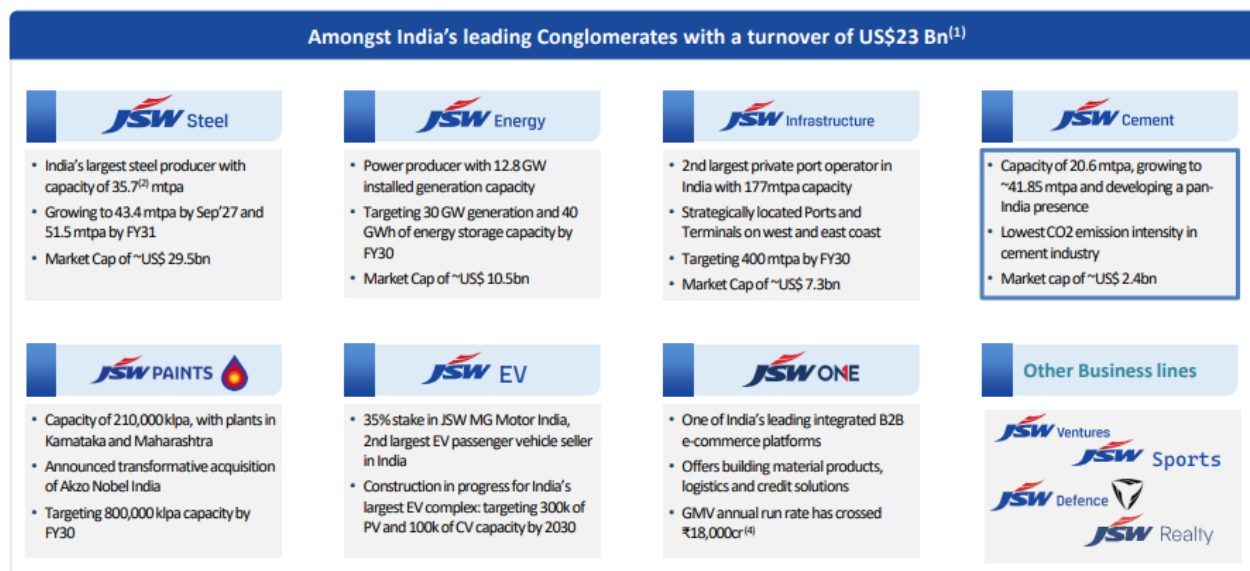 Amongst India's leading Conglomerates with a turnover of US$23 Bn(1)
JSW Steel
• India's largest steel producer with
capacity of 35.7(2) mtpa
• Growing to 43.4 mtpa by Sep'27 and
51.5 mtpa by FY31
• Market Cap of ~US$ 29.5bn
JSW Energy
• Power producer with 12.8 GW
installed generation capacity
• Targeting 30 GW generation and 40
GWh of energy storage capacity by
FY30
• Market Cap of ~US$ 10.5bn
JSW Infrastructure
• 2nd largest private port operator in
India with 177mtpa capacity
• Strategically located Ports and
Terminals on west and east coast
• Targeting 400 mtpa by FY30
• Market Cap of ~US$ 7.3bn
JSW Cement
• Capacity of 20.6 mtpa, growing to
~41.85 mtpa and developing a pan-
India presence
• Lowest CO2 emission intensity in
cement industry
• Market cap of ~US$ 2.4bn
JSW PAINTS
• Capacity of 210,000 klpa, with plants in
Karnataka and Maharashtra
• Announced transformative acquisition
of Akzo Nobel India
• Targeting 800,000 klpa capacity by
FY30
JSW EV
• 35% stake in JSW MG Motor India,
2nd largest EV passenger vehicle seller
in India
• Construction in progress for India's
largest EV complex: targeting 300k of
PV and 100k of CV capacity by 2030
JSW ONE
• One of India's leading integrated B2B
e-commerce platforms
• Offers building material products,
logistics and credit solutions
• GMV annual run rate has crossed
₹18,000cr(4)
Other Business lines
JSW Ventures
JSW Sports
JSW Defence
JSW Realty